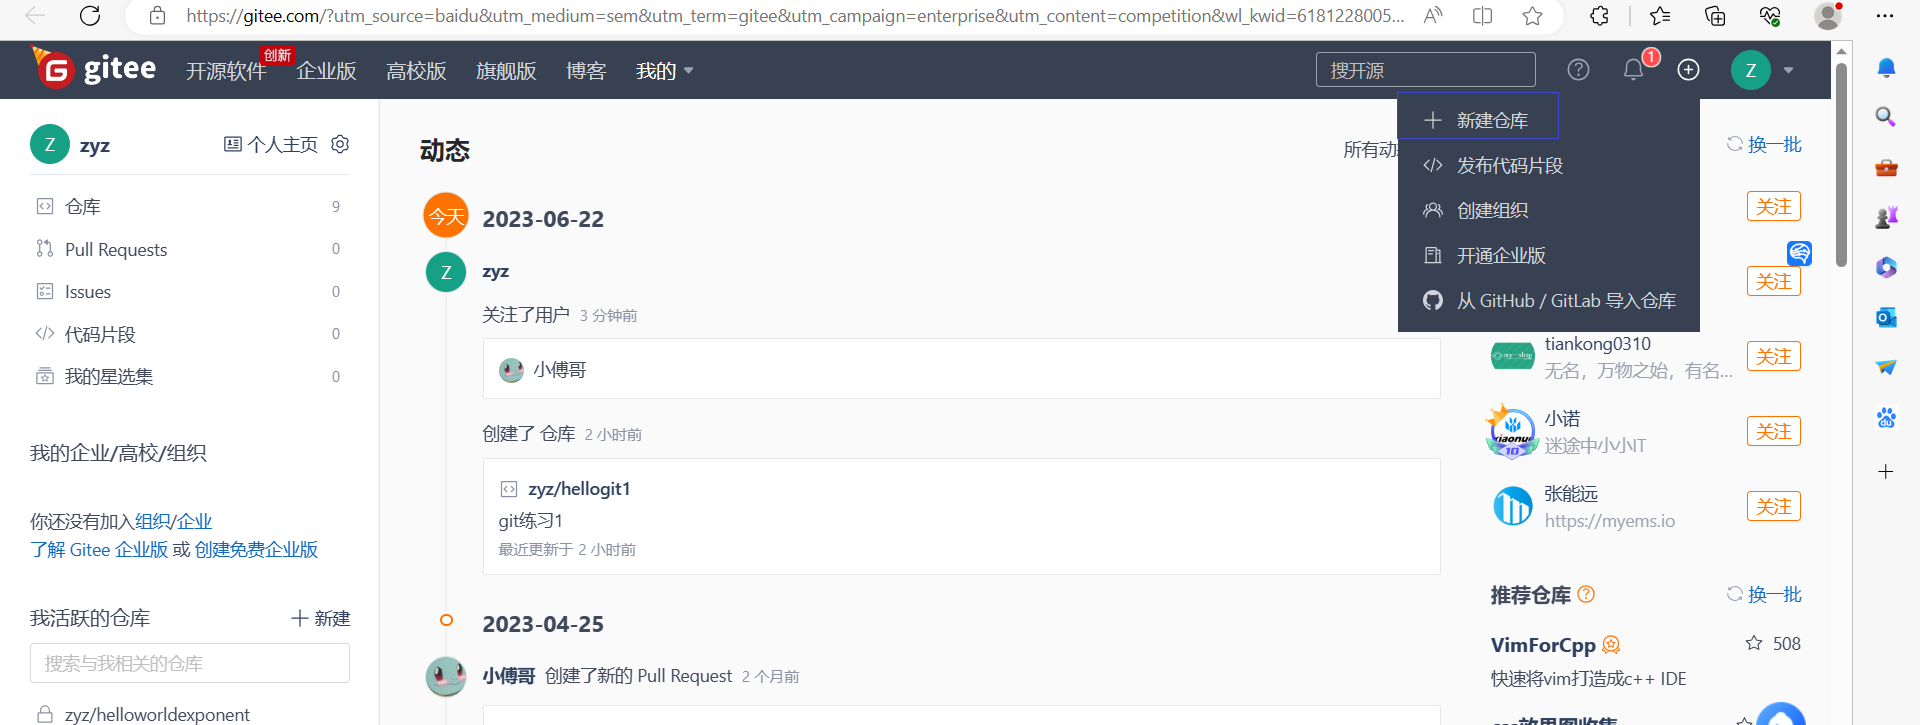 https://gitee.com/?utm_source=baidu&utm_medium=sem&utm_term=gitee&utm_campaign=enterprise&utm_content=competition&wl_kwid=6181228005...
gitee 开源软件 创新 企业版 高校版 旗舰版 博客 我的 搜开源 1 Z
Z zyz 个人主页
仓库 9
Pull Requests 0
Issues 0
代码片段 0
我的星选集 0
我的企业/高校/组织
你还没有加入组织/企业
了解 Gitee 企业版 或 创建免费企业版
我活跃的仓库 新建
搜索与我相关的仓库
zyz/helloworldexponent
动态 所有动
今天 2023-06-22
Z zyz
关注了用户 3 分钟前
小傅哥
创建了 仓库 2 小时前
zyz/hellogit1
git练习1
最近更新于 2 小时前
2023-04-25
小傅哥 创建了新的 Pull Request 2 个月前
新建仓库
发布代码片段
创建组织
开通企业版
从 GitHub / GitLab 导入仓库
换一批
关注
关注
tiankong0310
无名，万物之始，有名...
关注
小诺
迷途中小小IT
关注
张能远
https://myems.io
关注
推荐仓库 换一批
VimForCpp 508
快速将vim打造成c++ IDE